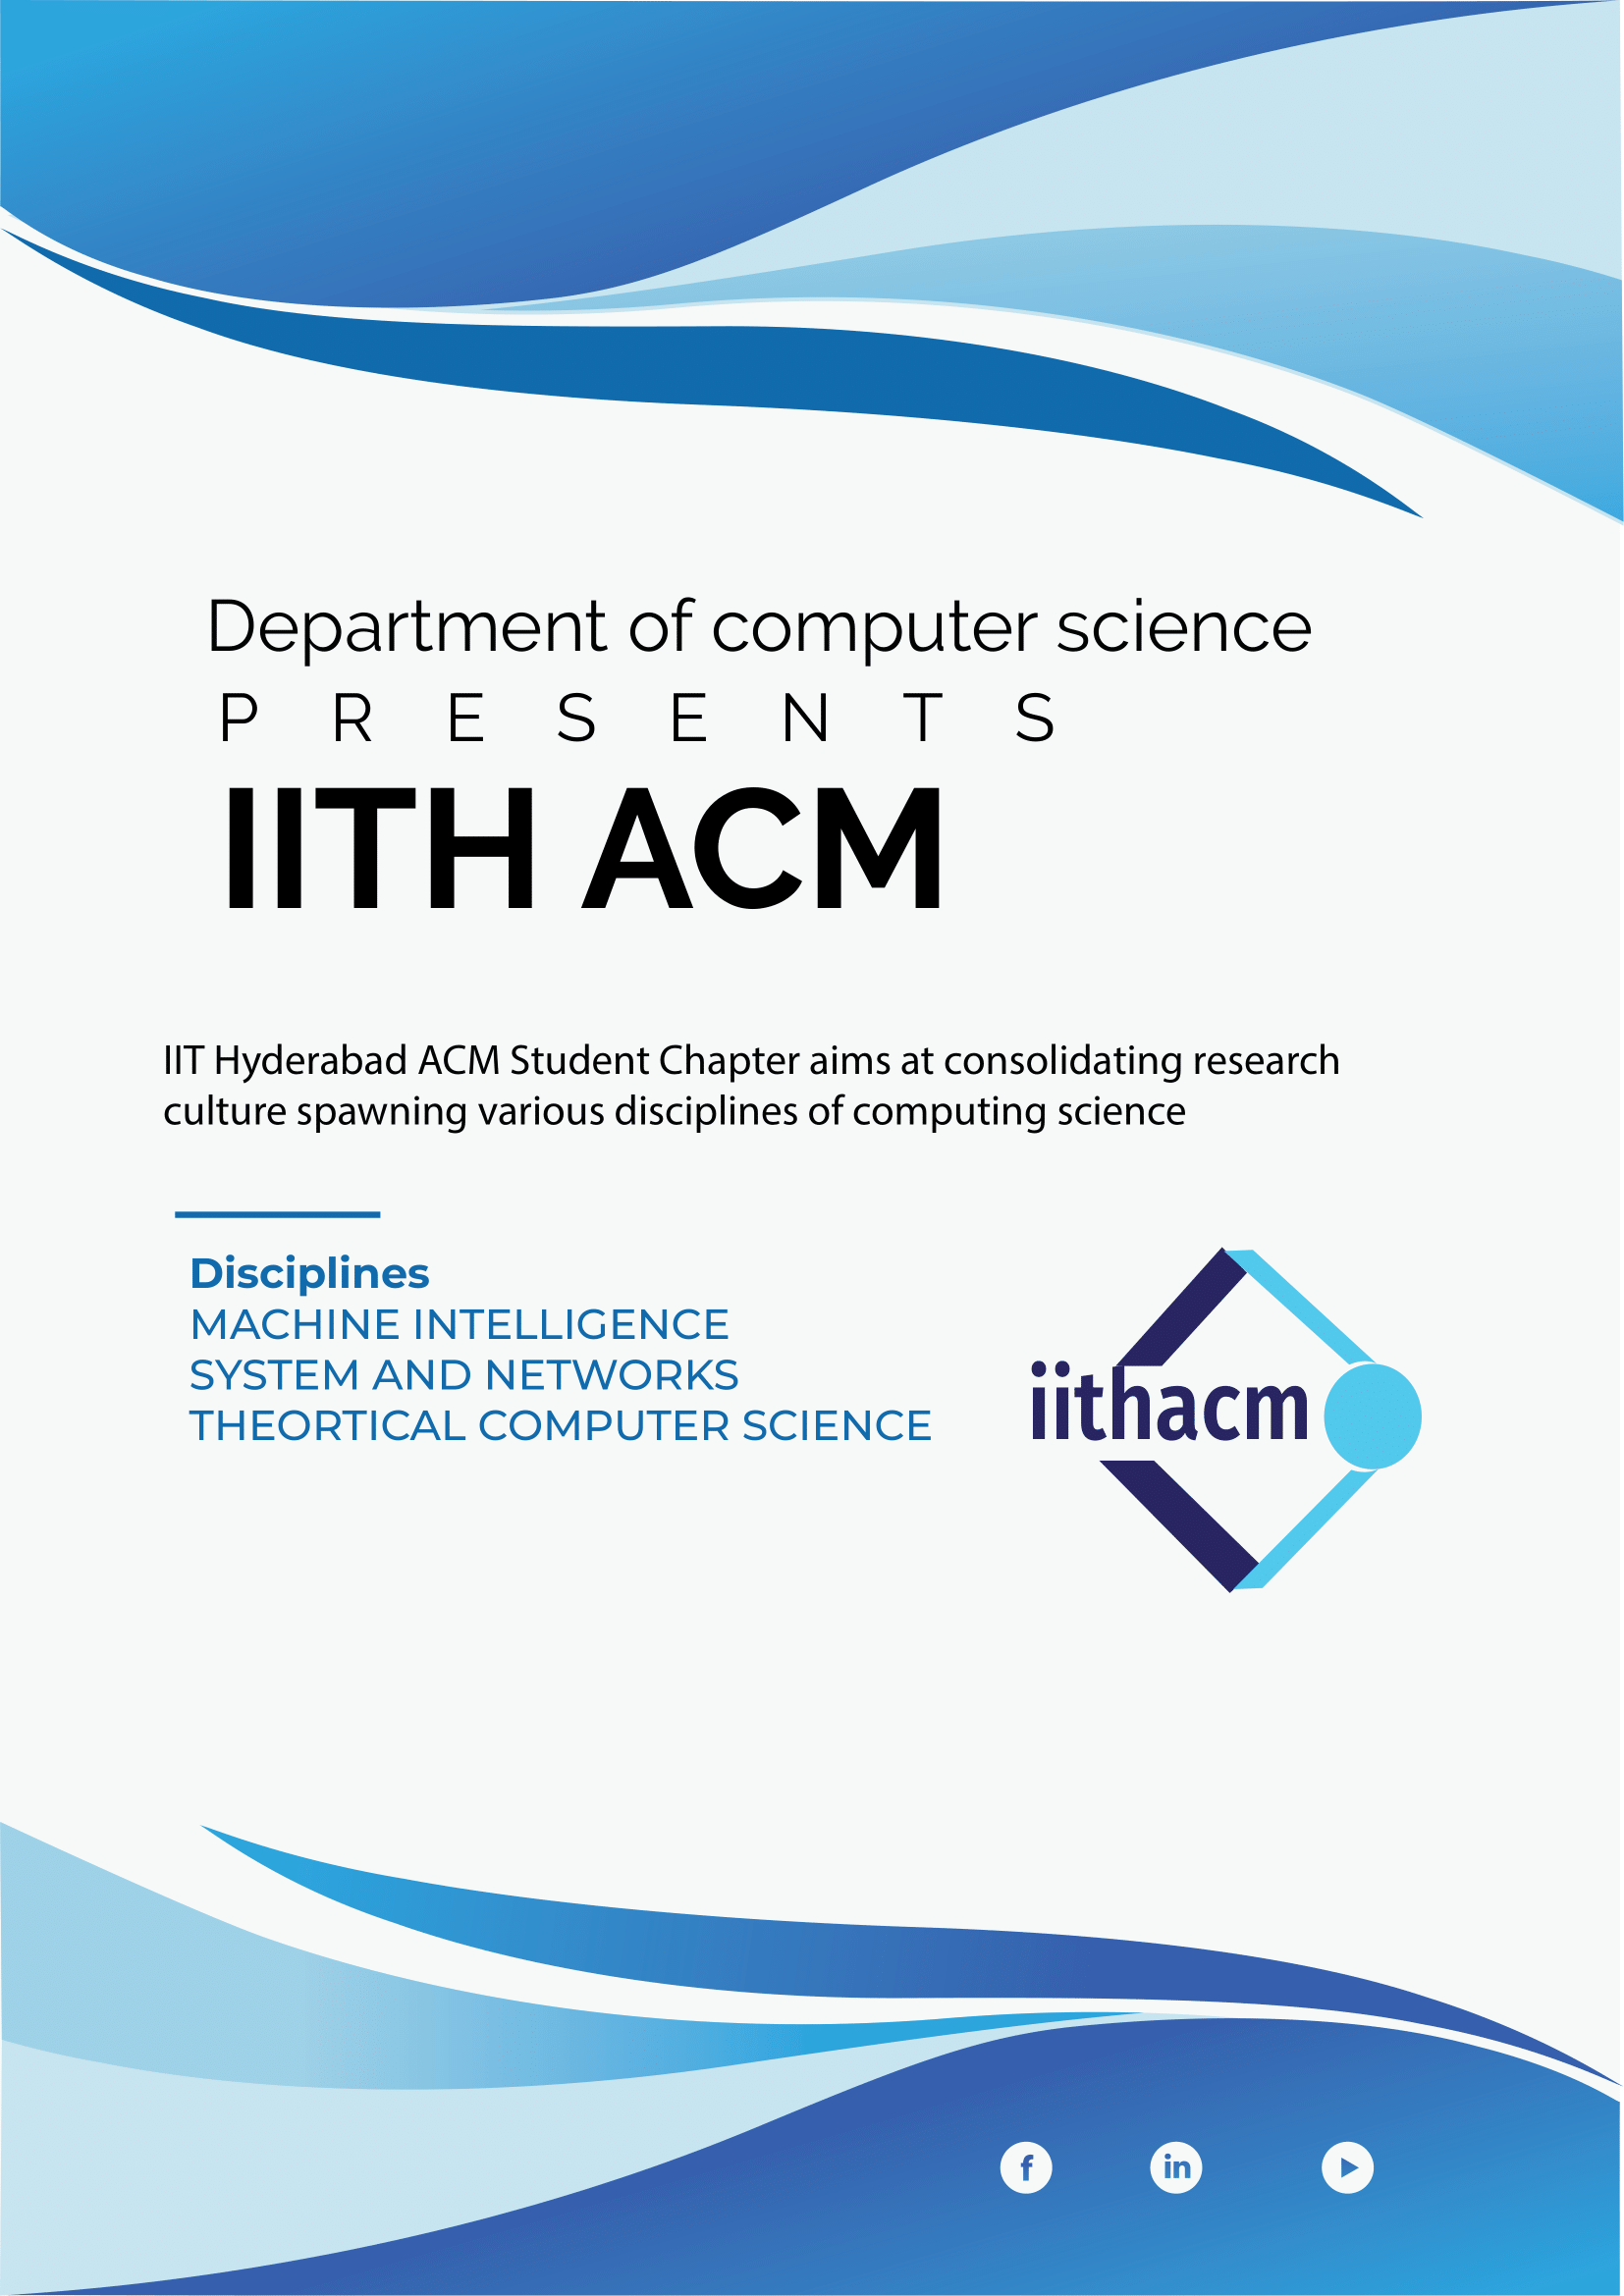 Department of computer science
PRESENTS
IITH ACM
IIT Hyderabad ACM Student Chapter aims at consolidating research
culture spawning various disciplines of computing science
Disciplines
MACHINE INTELLIGENCE
SYSTEM AND NETWORKS
THEORTICAL COMPUTER SCIENCE
iithacm
f in